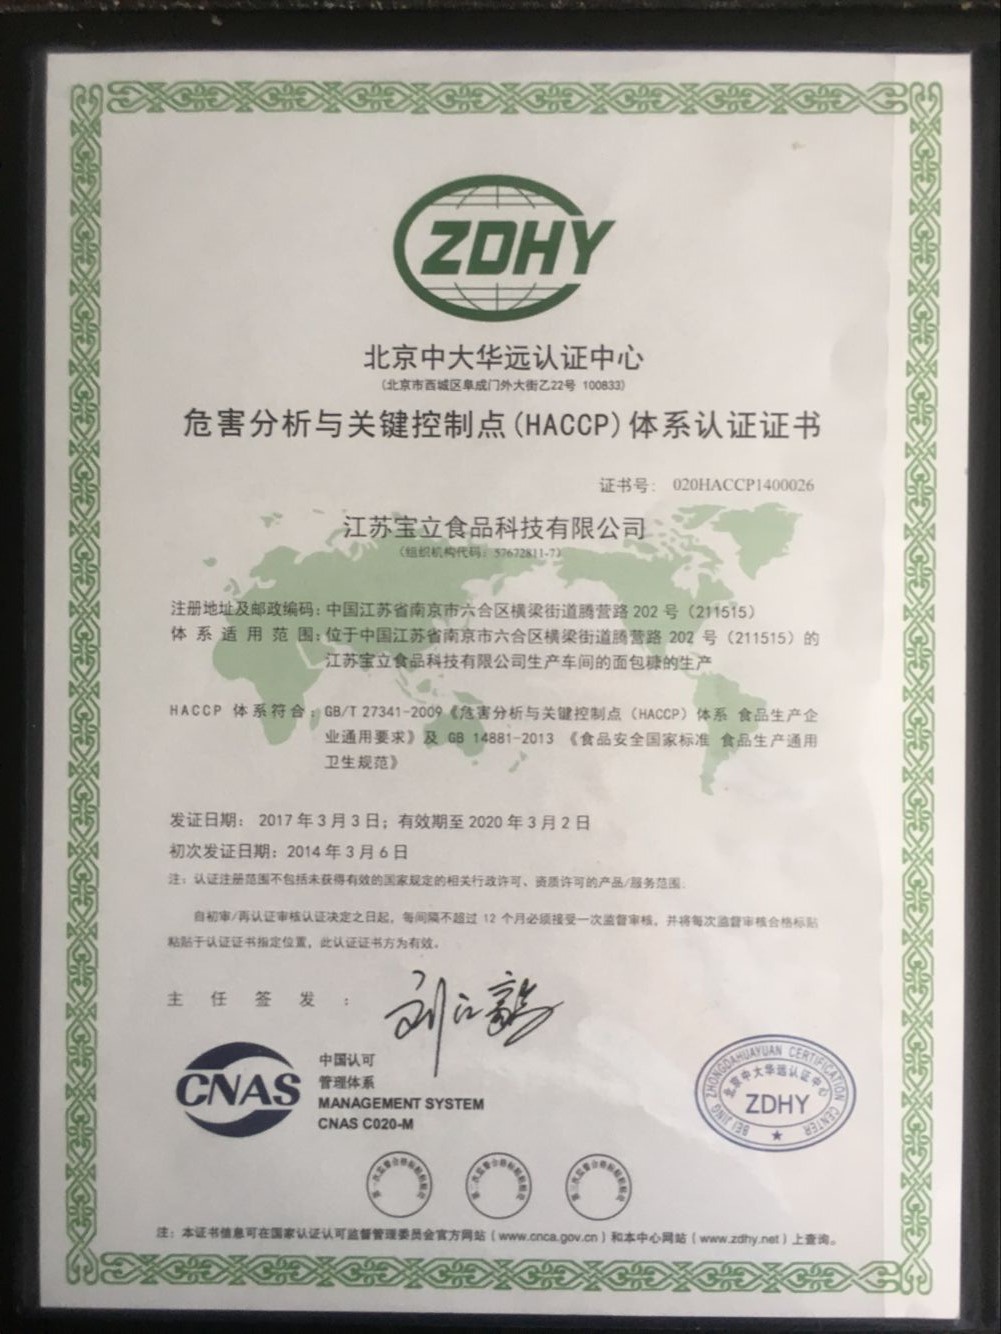 ZDHY
北京中大华远认证中心
(北京市西城区阜成门外大街乙22号 100833)
危害分析与关键控制点(HACCP)体系认证证书
证书号: 020HACCP1400026
江苏宝立食品科技有限公司
(组织机构代码: 57672811-7)
注册地址及邮政编码:中国江苏省南京市六合区横梁街道腾营路 202 号(211515)
体系适用范围:位于中国江苏省南京市六合区横梁街道腾营路 202 号(211515)的
江苏宝立食品科技有限公司生产车间的面包糠的生产
HACCP 体系符合: GB/T 27341-2009《危害分析与关键控制点(HACCP)体系 食品生产企
业通用要求》及 GB 14881-2013 《食品安全国家标准 食品生产通用
卫生规范》
发证日期: 2017 年 3 月 3 日; 有效期至 2020 年 3 月 2 日
初次发证日期: 2014 年 3 月 6 日
注: 认证注册范围不包括未获得有效的国家规定的相关行政许可、资质许可的产品/服务范围.
自初审/再认证审核认证决定之日起, 每间隔不超过 12 个月必须接受一次监督审核, 并将每次监督审核合格标贴
粘贴于认证证书指定位置, 此认证证书方为有效。
主任签发:
CNAS
中国认可
管理体系
MANAGEMENT SYSTEM
CNAS C020-M
BEIJING ZHONGDAHUAYUAN CERTIFICATION CENTER
北京中大华远认证中心
ZDHY
注: 本证书信息可在国家认证认可监督管理委员会官方网站(www.cnca.gov.cn)和本中心网站(www.zdhy.net)上查询。